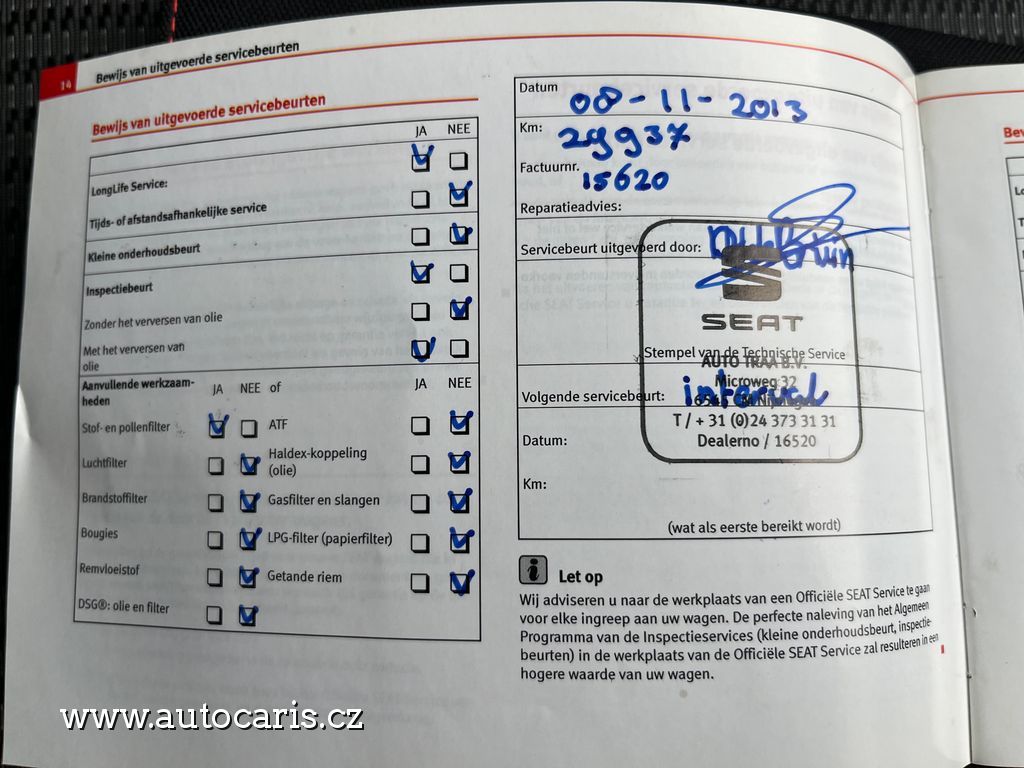 14 Bewijs van uitgevoerde servicebeurten
Bewijs van uitgevoerde servicebeurten
JA NEE
LongLife Service:
Tijds- of afstandsafhankelijke service
Kleine onderhoudsbeurt
Inspectiebeurt
Zonder het verversen van olie
Met het verversen van
olie
Aanvullende werkzaam-
heden
JA NEE of JA NEE
Stof- en pollenfilter ATF
Luchtfilter Haldex-koppeling
(olie)
Brandstoffilter Gasfilter en slangen
Bougies LPG-filter (papierfilter)
Remvloeistof Getande riem
DSG®: olie en filter
Datum 08-11-2013
Km: 29937
Factuurnr. 15620
Reparatieadvies:
Servicebeurt uitgevoerd door:
SEAT
Stempel van de Technische Service
AUTO TRAA B.V.
Microweg 32
Volgende servicebeurt: interval
T / + 31 (0)24 373 31 31
Dealerno / 16520
Datum:
Km:
(wat als eerste bereikt wordt)
i Let op
Wij adviseren u naar de werkplaats van een Officiële SEAT Service te gaan
voor elke ingreep aan uw wagen. De perfecte naleving van het Algemeen
Programma van de Inspectieservices (kleine onderhoudsbeurt, inspectie-
beurten) in de werkplaats van de Officiële SEAT Service zal resulteren in een
hogere waarde van uw wagen.
www.autocaris.cz